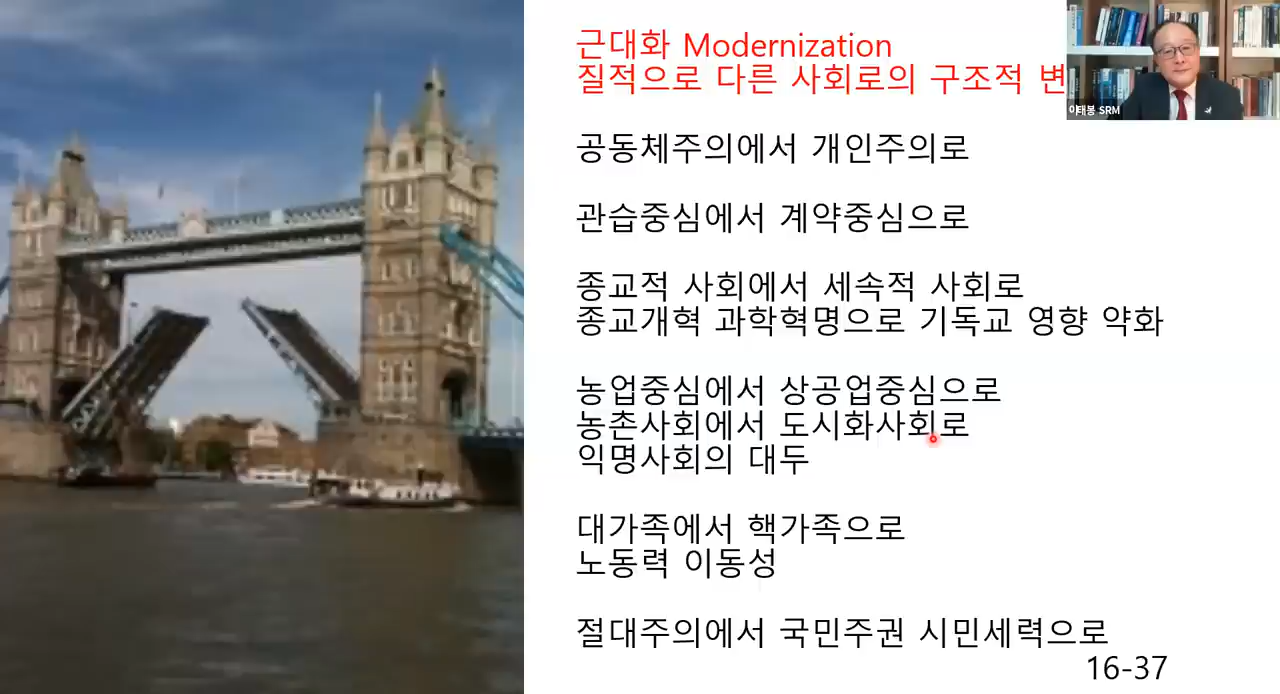 근대화 Modernization
질적으로 다른 사회로의 구조적 변
이태봉 SRM
공동체주의에서 개인주의로
관습중심에서 계약중심으로
종교적 사회에서 세속적 사회로
종교개혁 과학혁명으로 기독교 영향 약화
농업중심에서 상공업중심으로
농촌사회에서 도시화사회로
익명사회의 대두
대가족에서 핵가족으로
노동력 이동성
절대주의에서 국민주권 시민세력으로
16-37